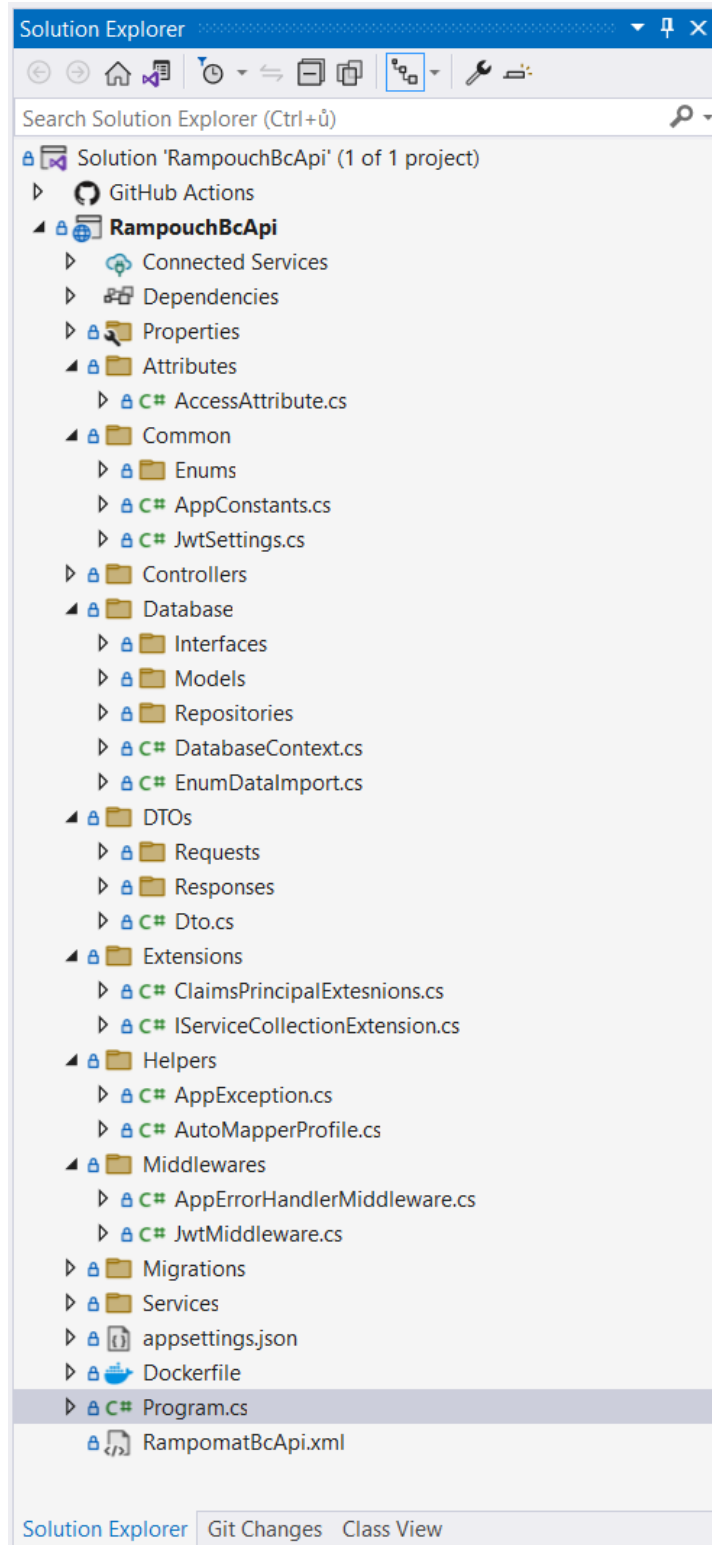 Solution Explorer
Search Solution Explorer (Ctrl+ů)
Solution 'RampouchBcApi' (1 of 1 project)
GitHub Actions
RampouchBcApi
Connected Services
Dependencies
Properties
Attributes
C# AccessAttribute.cs
Common
Enums
C# AppConstants.cs
C# JwtSettings.cs
Controllers
Database
Interfaces
Models
Repositories
C# DatabaseContext.cs
C# EnumDataImport.cs
DTOs
Requests
Responses
C# Dto.cs
Extensions
C# ClaimsPrincipalExtesnions.cs
C# IServiceCollectionExtension.cs
Helpers
C# AppException.cs
C# AutoMapperProfile.cs
Middlewares
C# AppErrorHandlerMiddleware.cs
C# JwtMiddleware.cs
Migrations
Services
appsettings.json
Dockerfile
C# Program.cs
RampomatBcApi.xml
Solution Explorer Git Changes Class View